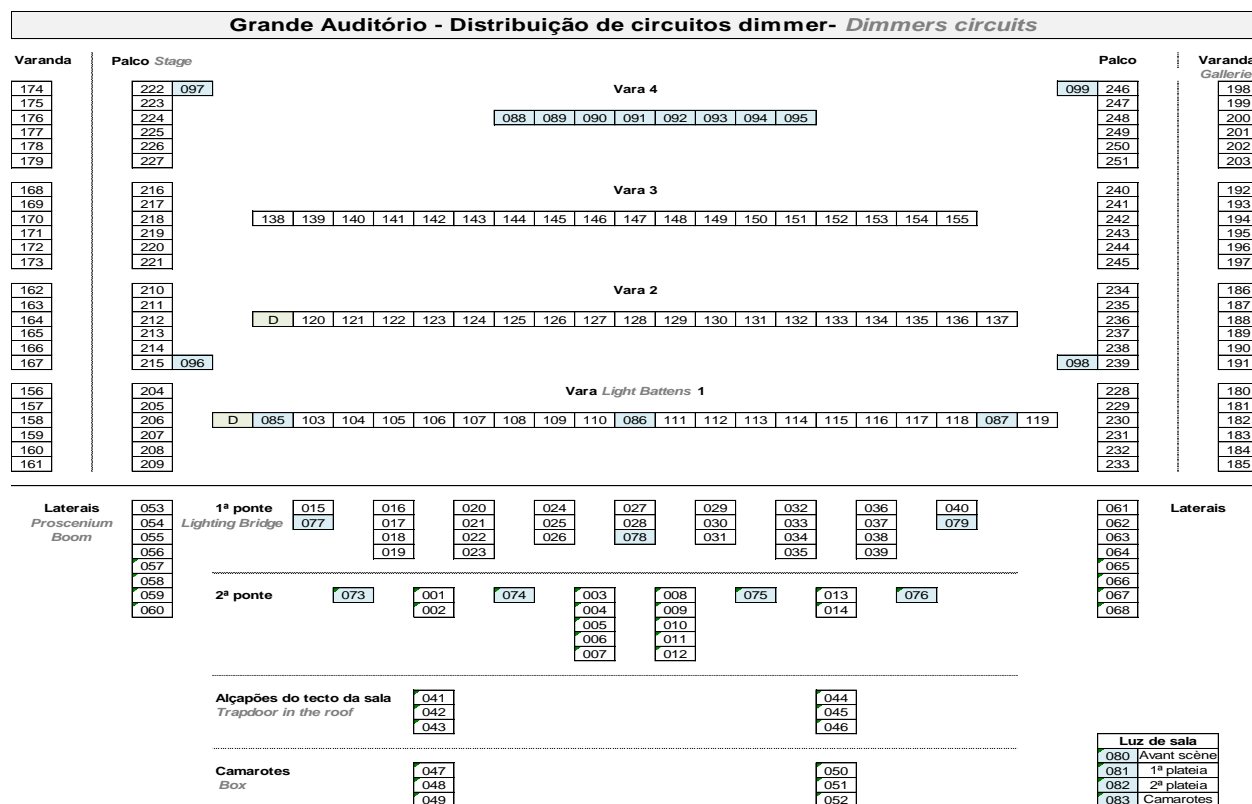 Grande Auditório - Distribuição de circuitos dimmer- Dimmers circuits
Varanda Palco Stage Palco Varanda
Gallerie
174 222 097 Vara 4 099 246 198
175 223 247 199
176 224 088 089 090 091 092 093 094 095 248 200
177 225 249 201
178 226 250 202
179 227 251 203
168 216 Vara 3 240 192
169 217 241 193
170 218 138 139 140 141 142 143 144 145 146 147 148 149 150 151 152 153 154 155 242 194
171 219 243 195
172 220 244 196
173 221 245 197
162 210 Vara 2 234 186
163 211 235 187
164 212 D 120 121 122 123 124 125 126 127 128 129 130 131 132 133 134 135 136 137 236 188
165 213 237 189
166 214 238 190
167 215 096 098 239 191
156 204 Vara Light Battens 1 228 180
157 205 229 181
158 206 D 085 103 104 105 106 107 108 109 110 086 111 112 113 114 115 116 117 118 087 119 230 182
159 207 231 183
160 208 232 184
161 209 233 185
Laterais 053 1ª ponte 015 016 020 024 027 029 032 036 040 061 Laterais
Proscenium 054 Lighting Bridge 077 017 021 025 028 030 033 037 079 062
Boom 055 018 022 026 078 031 034 038 063
056 019 023 035 039 064
057 065
058 066
059 2ª ponte 073 001 074 003 008 075 013 076 067
060 002 004 009 014 068
005 010
006 011
007 012
Alçapões do tecto da sala 041 044
Trapdoor in the roof 042 045
043 046
Luz de sala
080 Avant scène
Camarotes 047 050 081 1ª plateia
Box 048 051 082 2ª plateia
049 052 083 Camarotes